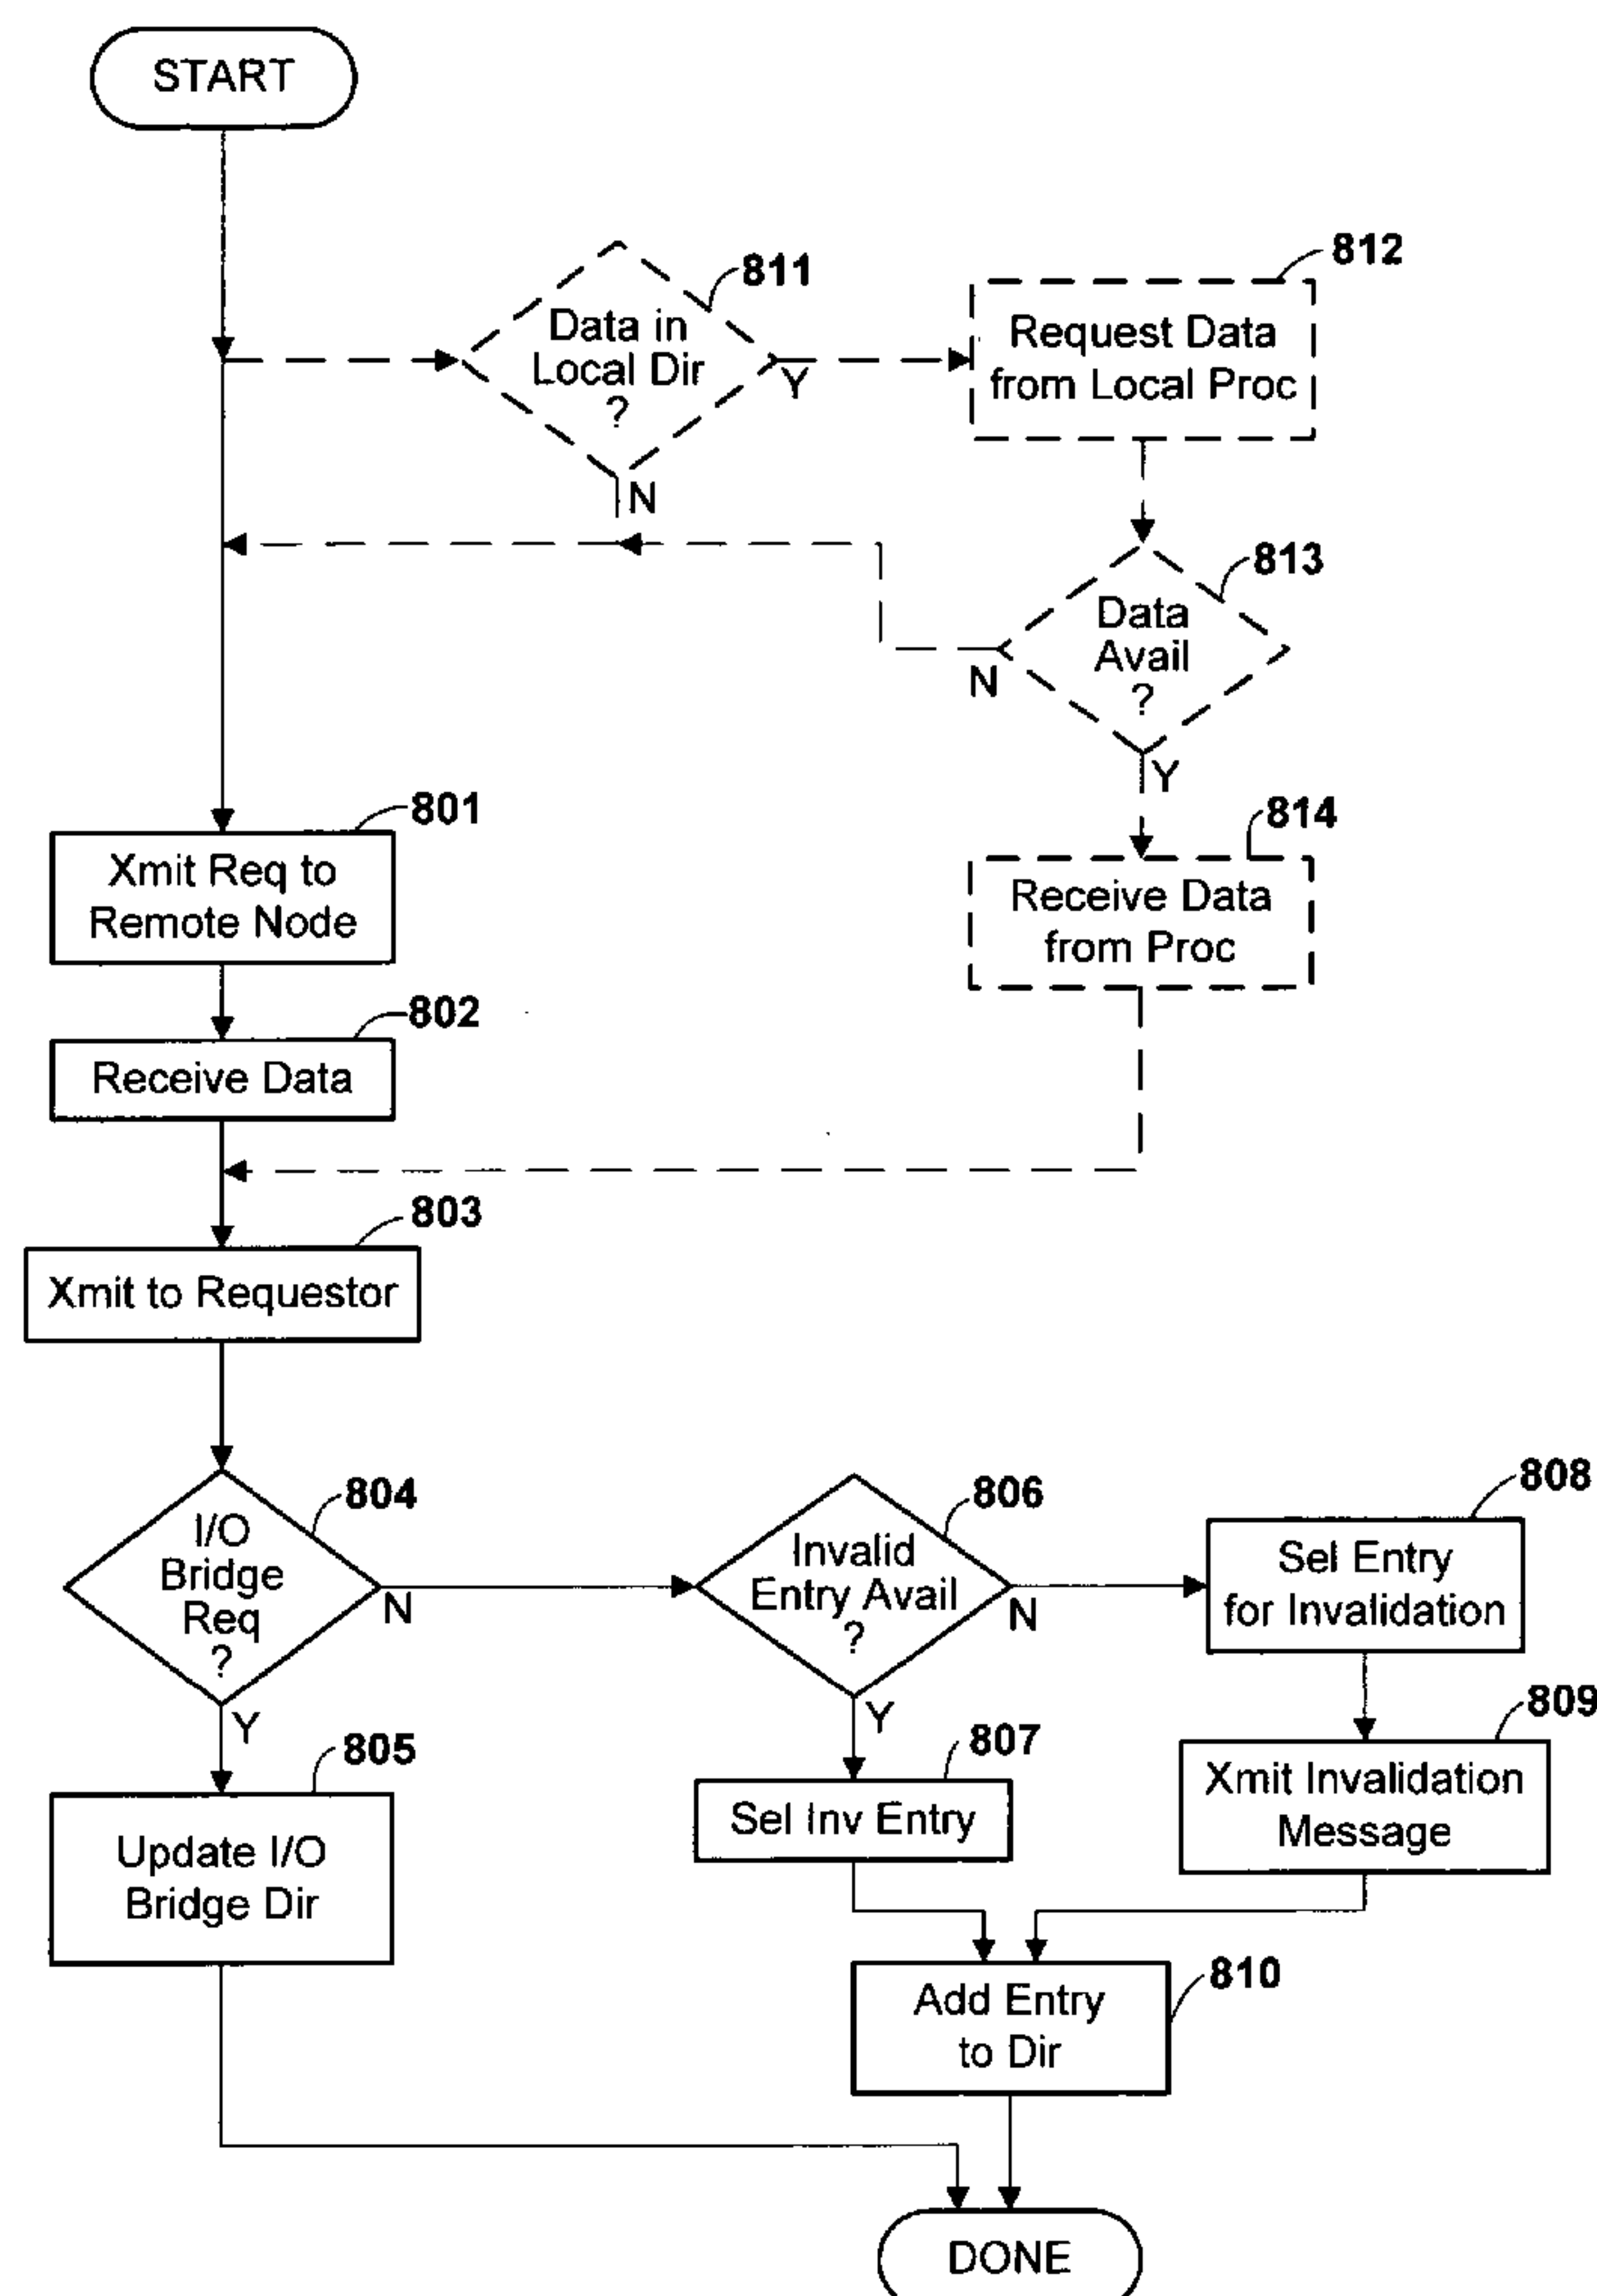 START
811
Data in
Local Dir
?
Y
N
812
Request Data
from Local Proc
813
Data
Avail
?
N
Y
814
Receive Data
from Proc
801
Xmit Req to
Remote Node
802
Receive Data
803
Xmit to Requestor
804
I/O
Bridge
Req
?
N
Y
805
Update I/O
Bridge Dir
806
Invalid
Entry Avail
?
N
Y
807
Sel Inv Entry
808
Sel Entry
for Invalidation
809
Xmit Invalidation
Message
810
Add Entry
to Dir
DONE